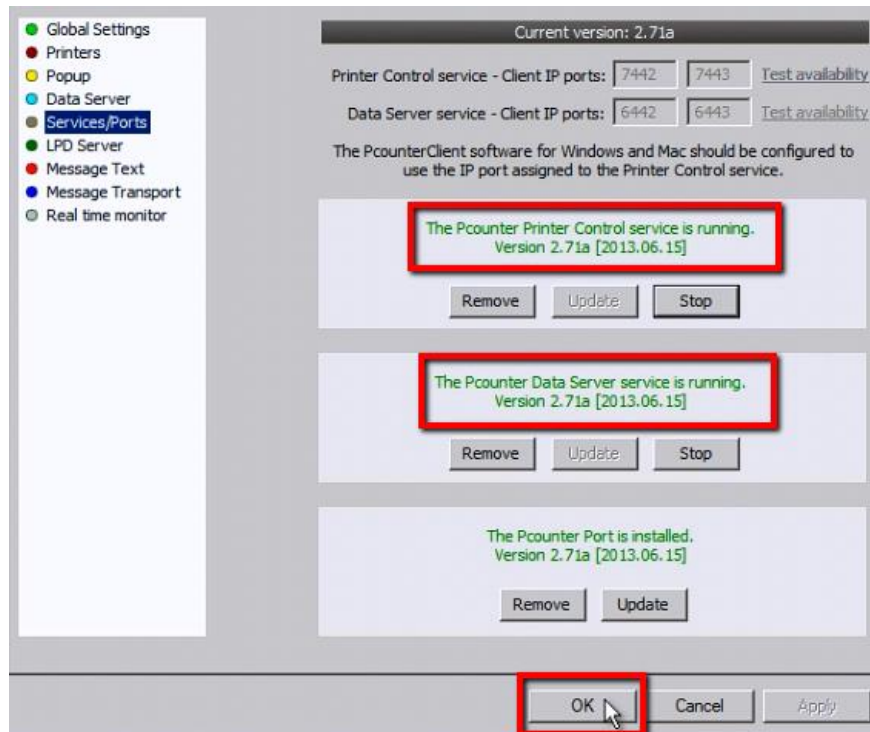 Global Settings
Printers
Popup
Data Server
Services/Ports
LPD Server
Message Text
Message Transport
Real time monitor
Current version: 2.71a
Printer Control service - Client IP ports: 7442 7443 Test availability
Data Server service - Client IP ports: 6442 6443 Test availability
The PcounterClient software for Windows and Mac should be configured to
use the IP port assigned to the Printer Control service.
The Pcounter Printer Control service is running.
Version 2.71a [2013.06.15]
Remove Update Stop
The Pcounter Data Server service is running.
Version 2.71a [2013.06.15]
Remove Update Stop
The Pcounter Port is installed.
Version 2.71a [2013.06.15]
Remove Update
OK Cancel Apply